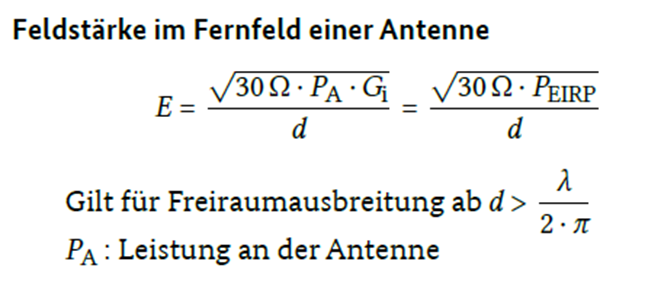 Feldstärke im Fernfeld einer Antenne
E = √(30 Ω · P_A · G_i) / d = √(30 Ω · P_EIRP) / d
Gilt für Freiraumausbreitung ab d > λ / (2 · π)
P_A : Leistung an der Antenne